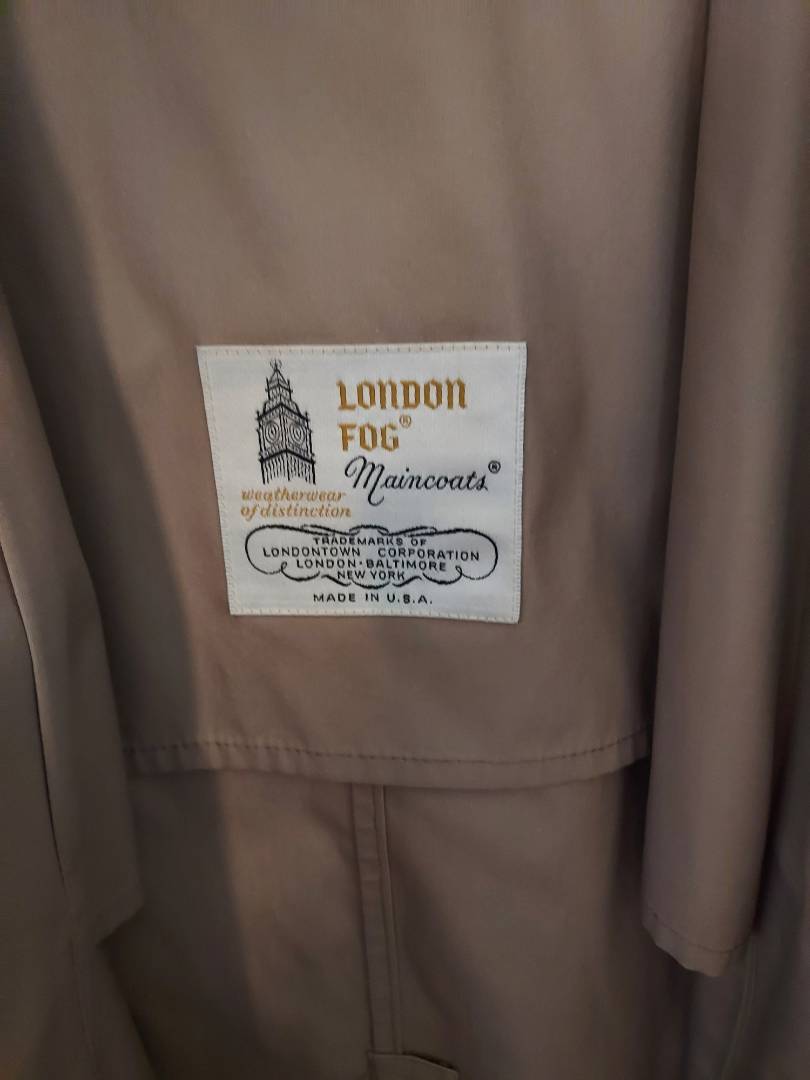 LONDON
FOG®
Maincoats®
weatherwear
of distinction
TRADEMARKS OF
LONDONTOWN CORPORATION
LONDON·BALTIMORE
NEW YORK
MADE IN U.S.A.